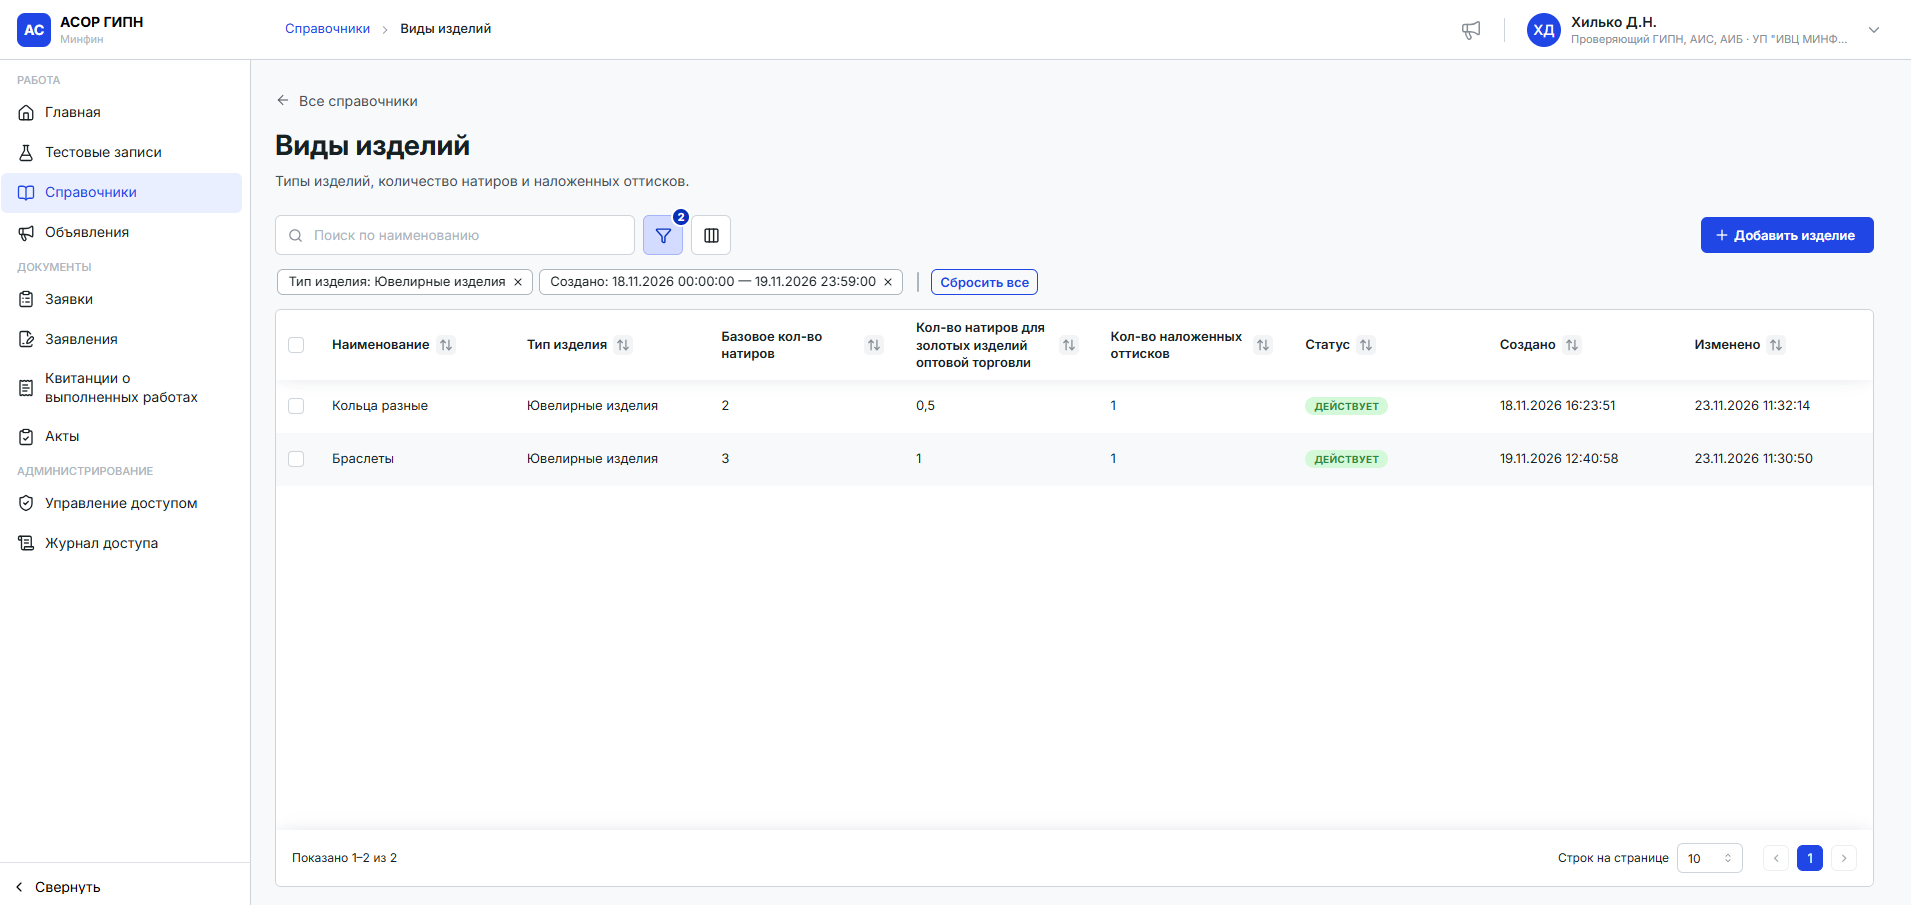 АС
АСОР ГИПН
Минфин
Справочники
Виды изделий
ХД
Хилько Д.Н.
Проверяющий ГИПН, АИС, АИБ · УП "ИВЦ МИНФ...
РАБОТА
Главная
Тестовые записи
Справочники
Объявления
ДОКУМЕНТЫ
Заявки
Заявления
Квитанции о
выполненных работах
Акты
АДМИНИСТРИРОВАНИЕ
Управление доступом
Журнал доступа
Свернуть
Все справочники
Виды изделий
Типы изделий, количество натиров и наложенных оттисков.
Поиск по наименованию
2
Добавить изделие
Тип изделия: Ювелирные изделия
Создано: 18.11.2026 00:00:00 — 19.11.2026 23:59:00
Сбросить все
Наименование
Тип изделия
Базовое кол-во
натиров
Кол-во натиров для
золотых изделий
оптовой торговли
Кол-во наложенных
оттисков
Статус
Создано
Изменено
Кольца разные Ювелирные изделия 2 0,5 1 ДЕЙСТВУЕТ 18.11.2026 16:23:51 23.11.2026 11:32:14
Браслеты Ювелирные изделия 3 1 1 ДЕЙСТВУЕТ 19.11.2026 12:40:58 23.11.2026 11:30:50
Показано 1–2 из 2
Строк на странице 10
1